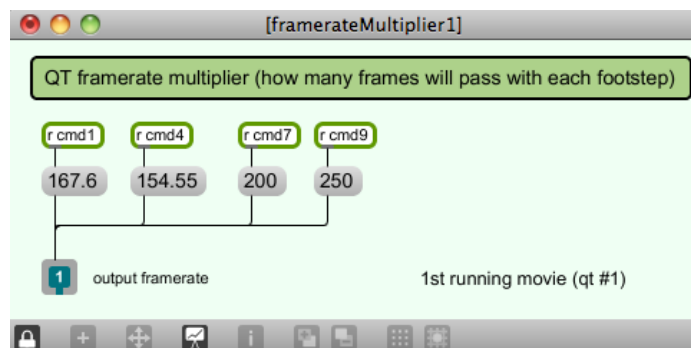 [framerateMultiplier1]
QT framerate multiplier (how many frames will pass with each footstep)
r cmd1 r cmd4 r cmd7 r cmd9
167.6 154.55 200 250
1 output framerate 1st running movie (qt #1)